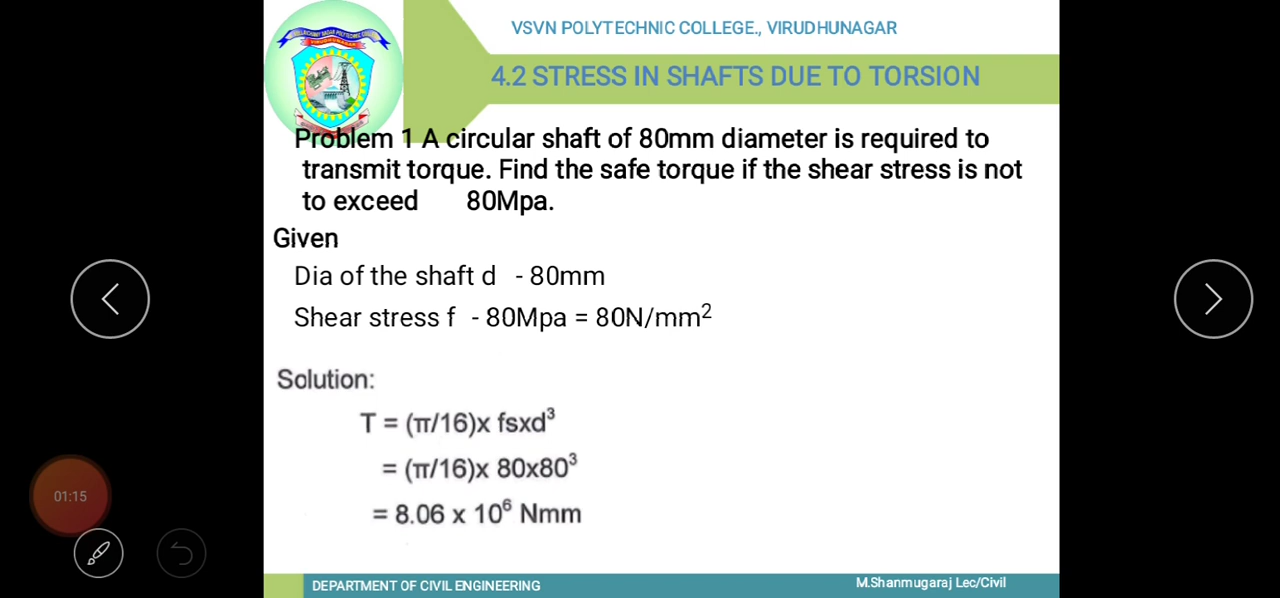 VSVN POLYTECHNIC COLLEGE., VIRUDHUNAGAR
4.2 STRESS IN SHAFTS DUE TO TORSION
Problem 1 A circular shaft of 80mm diameter is required to
transmit torque. Find the safe torque if the shear stress is not
to exceed 80Mpa.
Given
Dia of the shaft d - 80mm
Shear stress f - 80Mpa = 80N/mm²
Solution:
T = (π/16)x fsxd³
= (π/16)x 80x80³
= 8.06 x 10⁶ Nmm
01:15
DEPARTMENT OF CIVIL ENGINEERING
M.Shanmugaraj Lec/Civil